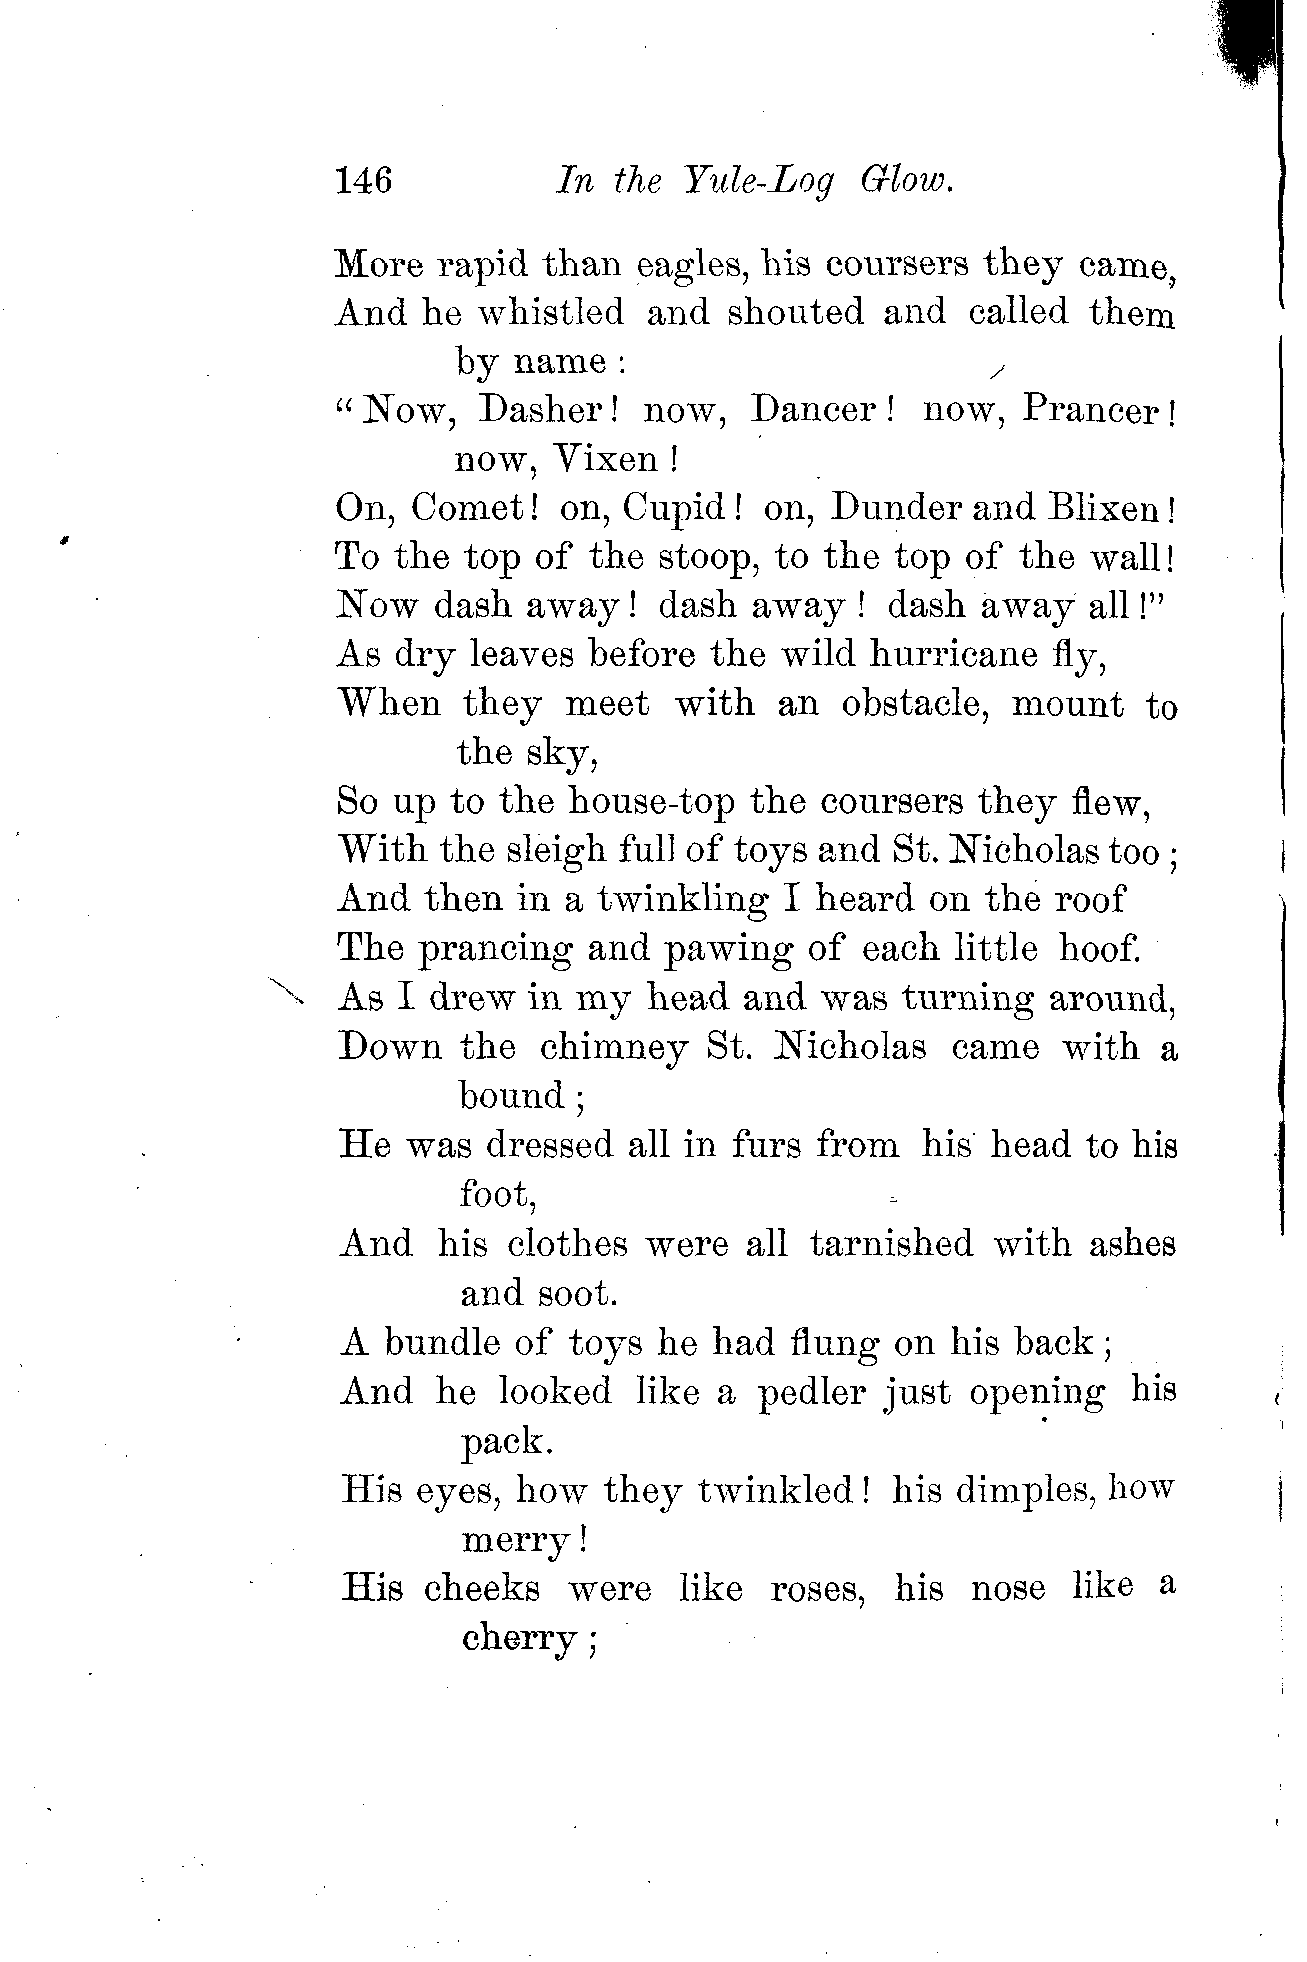 146 In the Yule-Log Glow.
More rapid than eagles, his coursers they came,
And he whistled and shouted and called them
by name :
“Now, Dasher! now, Dancer! now, Prancer!
now, Vixen !
On, Comet! on, Cupid! on, Dunder and Blixen!
To the top of the stoop, to the top of the wall!
Now dash away! dash away! dash away all!”
As dry leaves before the wild hurricane fly,
When they meet with an obstacle, mount to
the sky,
So up to the house-top the coursers they flew,
With the sleigh full of toys and St. Nicholas too ;
And then in a twinkling I heard on the roof
The prancing and pawing of each little hoof.
As I drew in my head and was turning around,
Down the chimney St. Nicholas came with a
bound ;
He was dressed all in furs from his head to his
foot,
And his clothes were all tarnished with ashes
and soot.
A bundle of toys he had flung on his back ;
And he looked like a pedler just opening his
pack.
His eyes, how they twinkled! his dimples, how
merry!
His cheeks were like roses, his nose like a
cherry ;